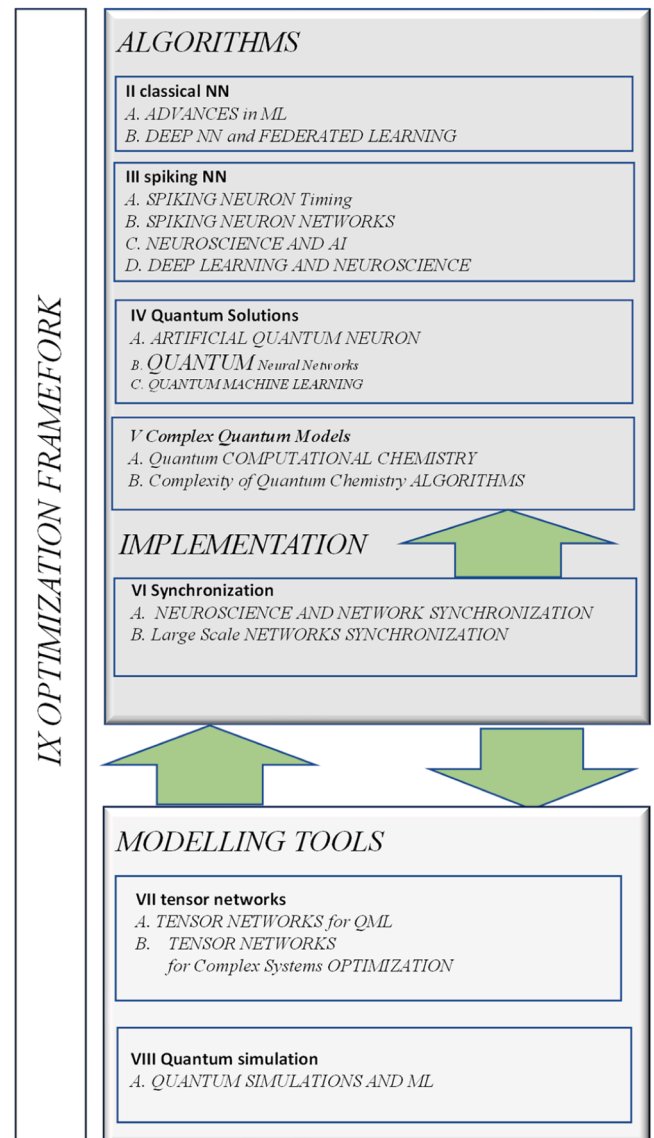 IX OPTIMIZATION FRAMEFORK
ALGORITHMS
II classical NN
A. ADVANCES in ML
B. DEEP NN and FEDERATED LEARNING
III spiking NN
A. SPIKING NEURON Timing
B. SPIKING NEURON NETWORKS
C. NEUROSCIENCE AND AI
D. DEEP LEARNING AND NEUROSCIENCE
IV Quantum Solutions
A. ARTIFICIAL QUANTUM NEURON
B. QUANTUM Neural Networks
C. QUANTUM MACHINE LEARNING
V Complex Quantum Models
A. Quantum COMPUTATIONAL CHEMISTRY
B. Complexity of Quantum Chemistry ALGORITHMS
IMPLEMENTATION
VI Synchronization
A. NEUROSCIENCE AND NETWORK SYNCHRONIZATION
B. Large Scale NETWORKS SYNCHRONIZATION
MODELLING TOOLS
VII tensor networks
A. TENSOR NETWORKS for QML
B. TENSOR NETWORKS
for Complex Systems OPTIMIZATION
VIII Quantum simulation
A. QUANTUM SIMULATIONS AND ML